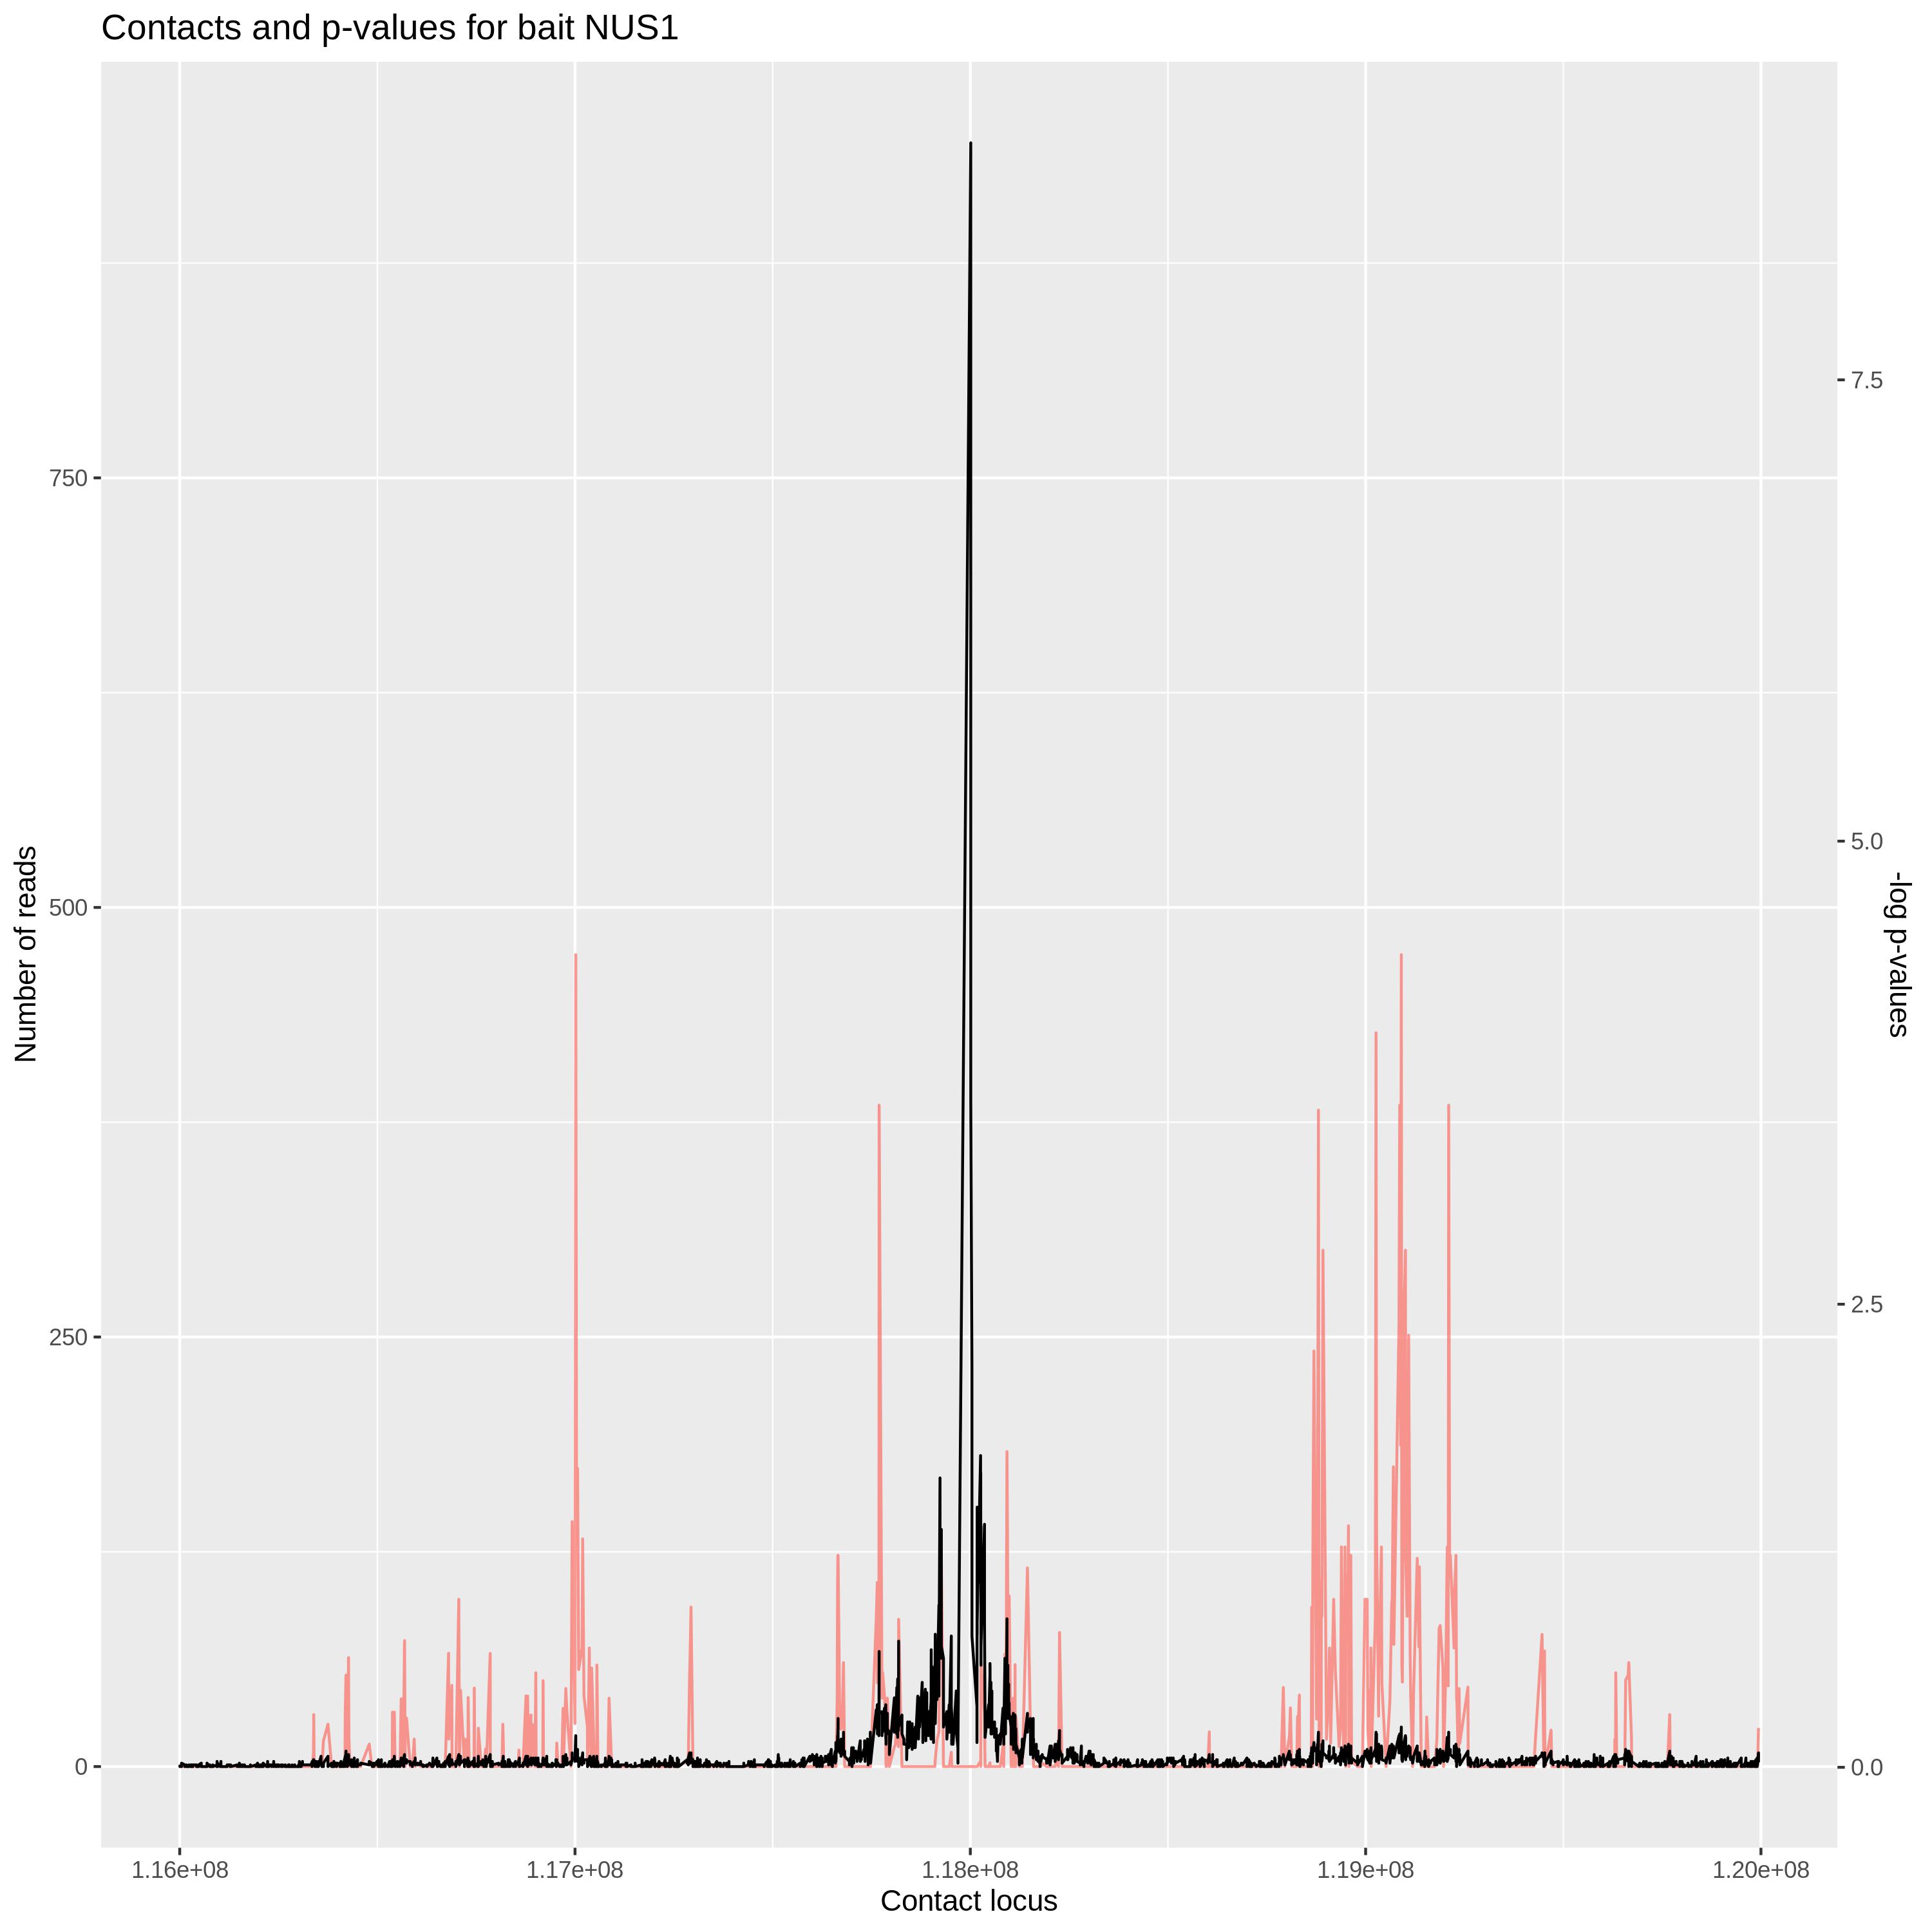 Contacts and p-values for bait NUS1
Number of reads
750
500
250
0
7.5
5.0
2.5
0.0
-log p-values
1.16e+08
1.17e+08
1.18e+08
1.19e+08
1.20e+08
Contact locus